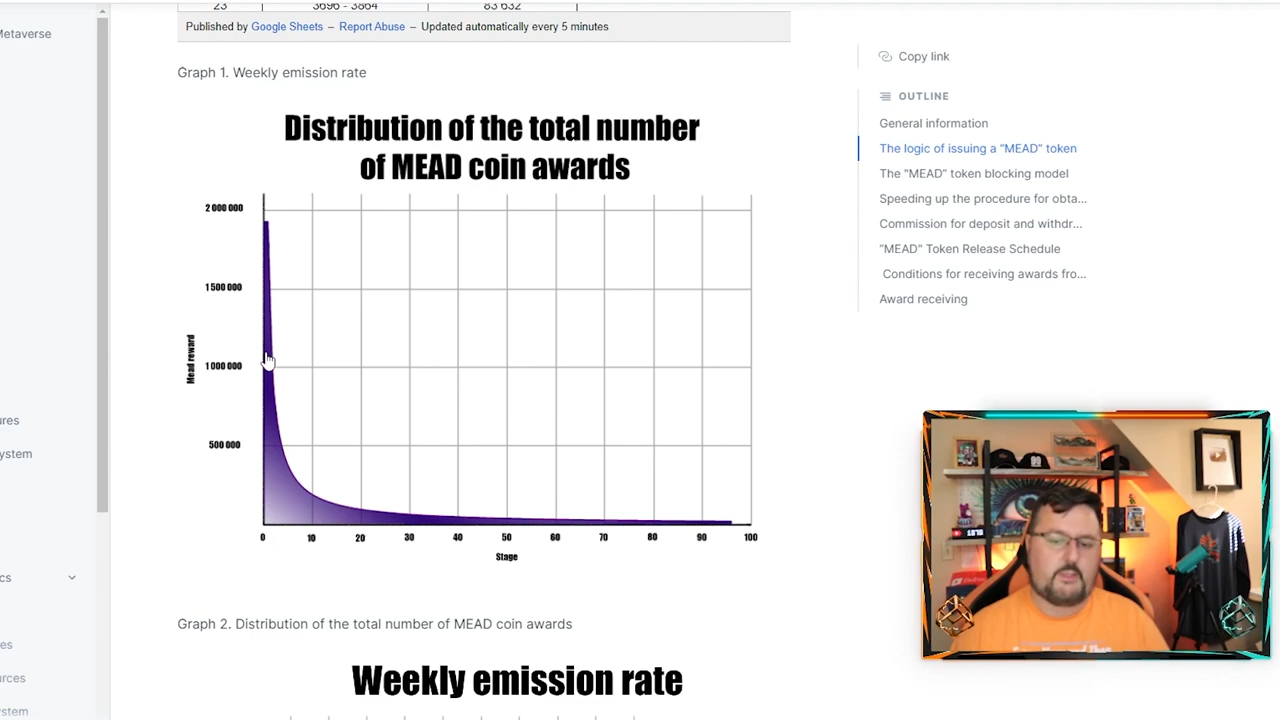 Metaverse
23 3696 - 3864 83 632
Published by Google Sheets – Report Abuse – Updated automatically every 5 minutes
Graph 1. Weekly emission rate
Distribution of the total number
of MEAD coin awards
2 000 000
1 500 000
1 000 000
500 000
Mead reward
0 10 20 30 40 50 60 70 80 90 100
Stage
Graph 2. Distribution of the total number of MEAD coin awards
Weekly emission rate
Copy link
OUTLINE
General information
The logic of issuing a “MEAD” token
The "MEAD" token blocking model
Speeding up the procedure for obta...
Commission for deposit and withdr...
"MEAD" Token Release Schedule
Conditions for receiving awards fro...
Award receiving
ures
ystem
cs
es
urces
stem